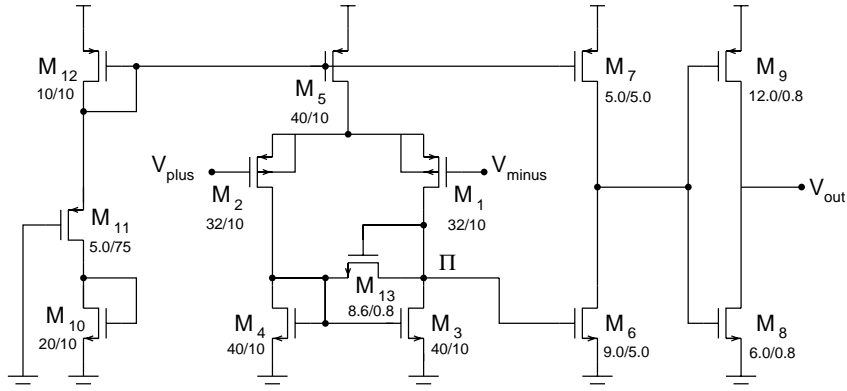 M12
10/10
M5
40/10
M7
5.0/5.0
M9
12.0/0.8
Vplus
M2
32/10
M1
32/10
Vminus
Vout
M11
5.0/75
Π
M13
8.6/0.8
M10
20/10
M4
40/10
M3
40/10
M6
9.0/5.0
M8
6.0/0.8